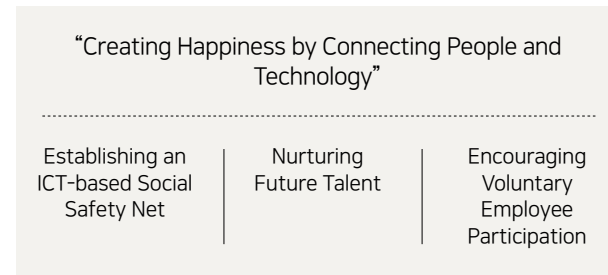 “Creating Happiness by Connecting People and
Technology”
Establishing an
ICT-based Social
Safety Net
Nurturing
Future Talent
Encouraging
Voluntary
Employee
Participation